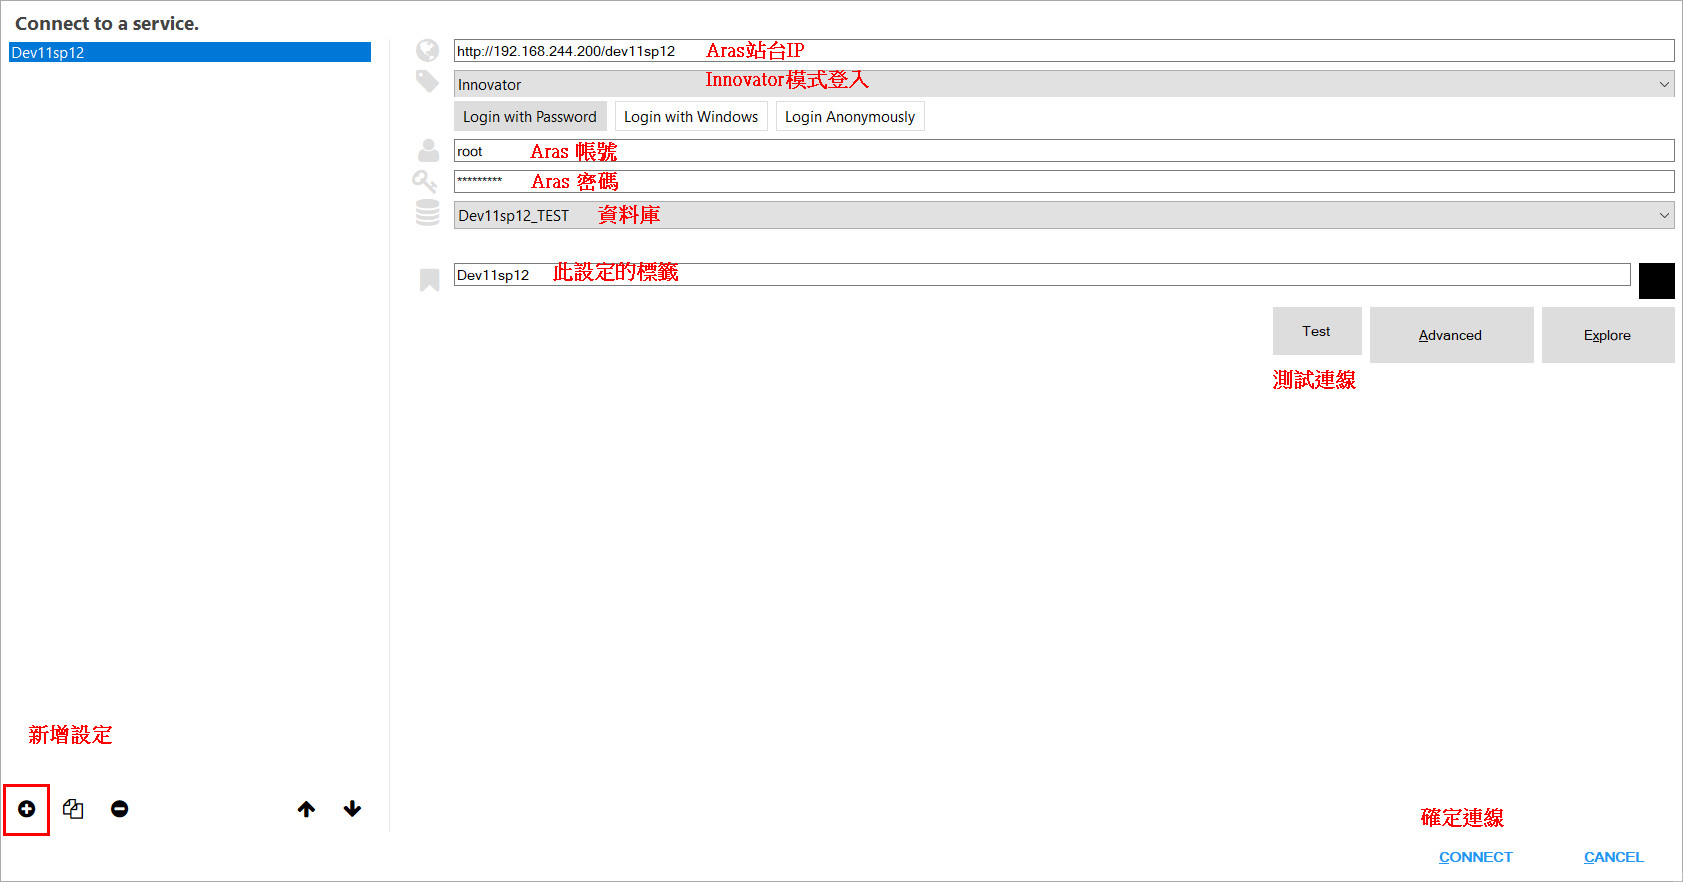 Connect to a service.
Dev11sp12
http://192.168.244.200/dev11sp12 Aras站台IP
Innovator Innovator模式登入
Login with Password Login with Windows Login Anonymously
root Aras 帳號
********* Aras 密碼
Dev11sp12_TEST 資料庫
Dev11sp12 此設定的標籤
Test Advanced Explore
測試連線
新增設定
確定連線
CONNECT CANCEL